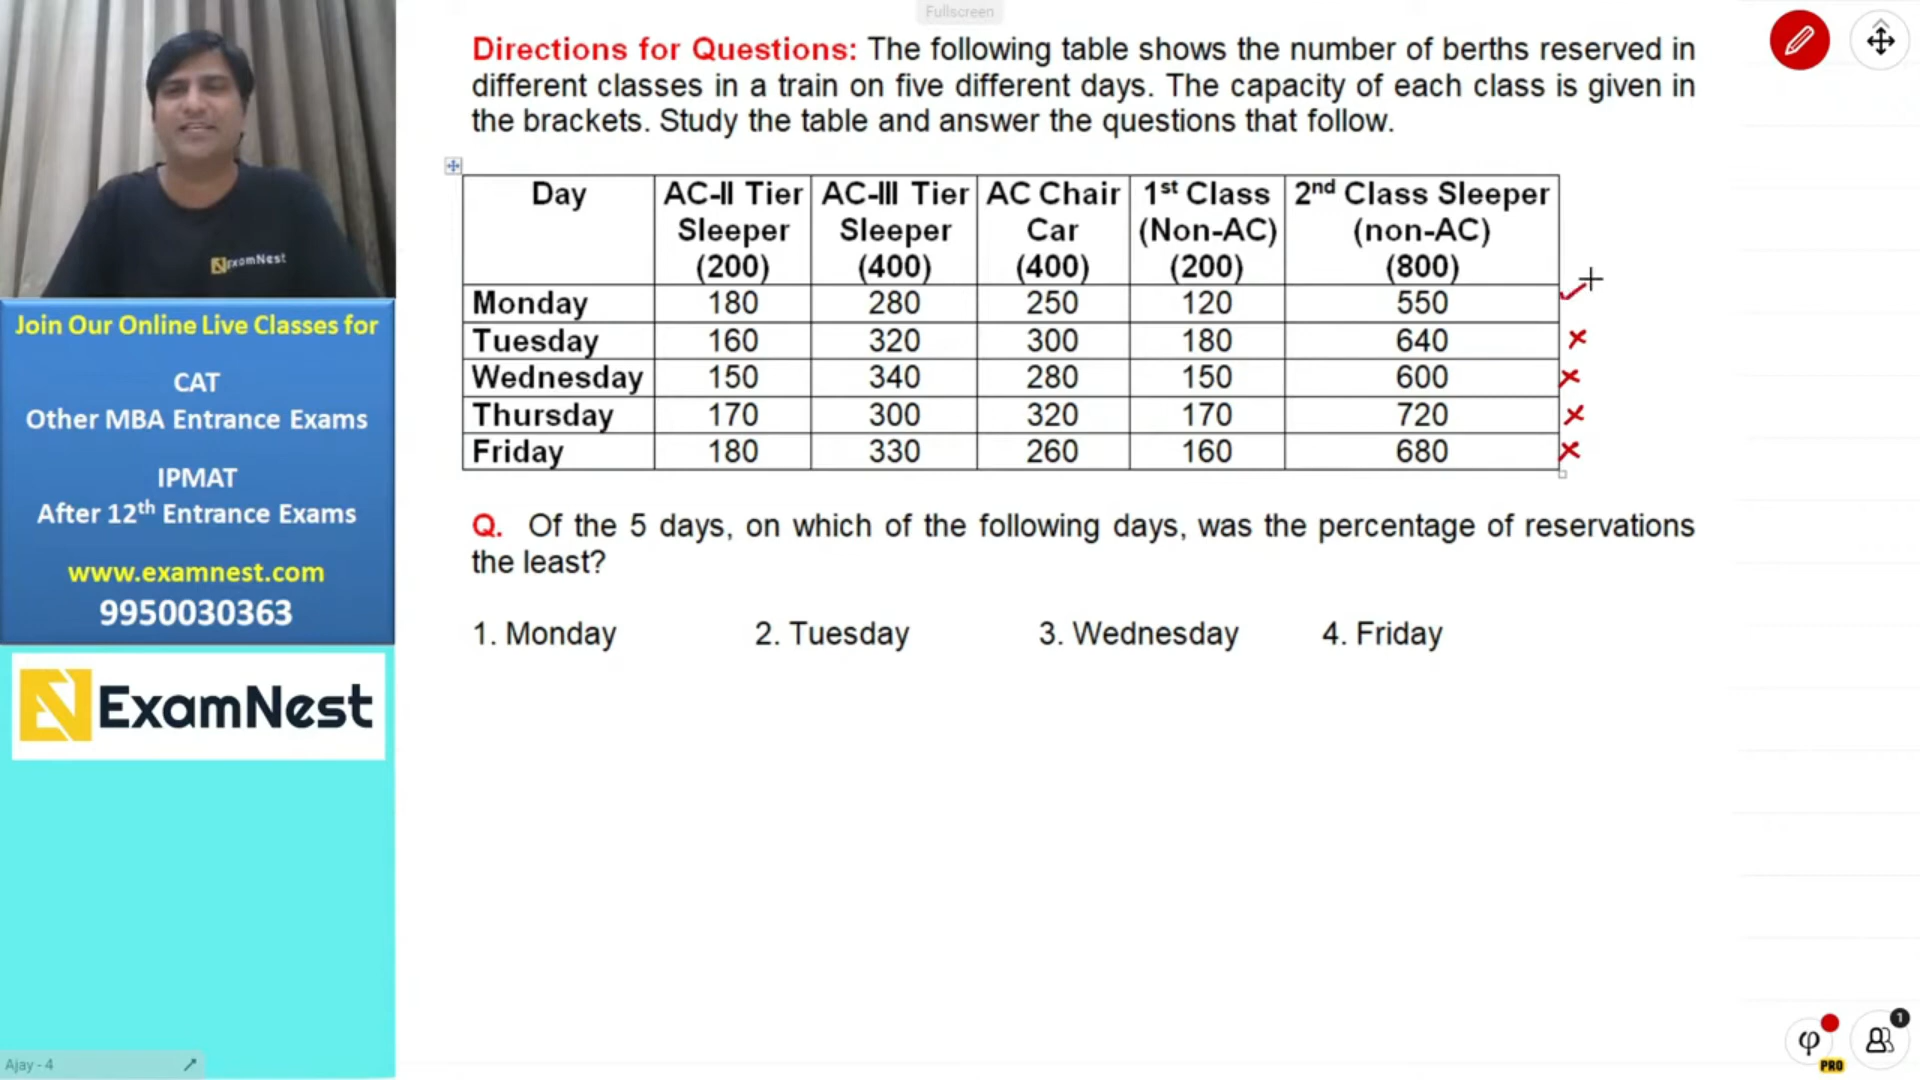 Fullscreen
Directions for Questions: The following table shows the number of berths reserved in
different classes in a train on five different days. The capacity of each class is given in
the brackets. Study the table and answer the questions that follow.
Day AC-II Tier AC-III Tier AC Chair 1st Class 2nd Class Sleeper
Sleeper Sleeper Car (Non-AC) (non-AC)
(200) (400) (400) (200) (800)
Monday 180 280 250 120 550
Tuesday 160 320 300 180 640
Wednesday 150 340 280 150 600
Thursday 170 300 320 170 720
Friday 180 330 260 160 680
Q. Of the 5 days, on which of the following days, was the percentage of reservations
the least?
1. Monday 2. Tuesday 3. Wednesday 4. Friday
ExamNest
Join Our Online Live Classes for
CAT
Other MBA Entrance Exams
IPMAT
After 12th Entrance Exams
www.examnest.com
9950030363
ExamNest
Ajay - 4
φ
PRO
1